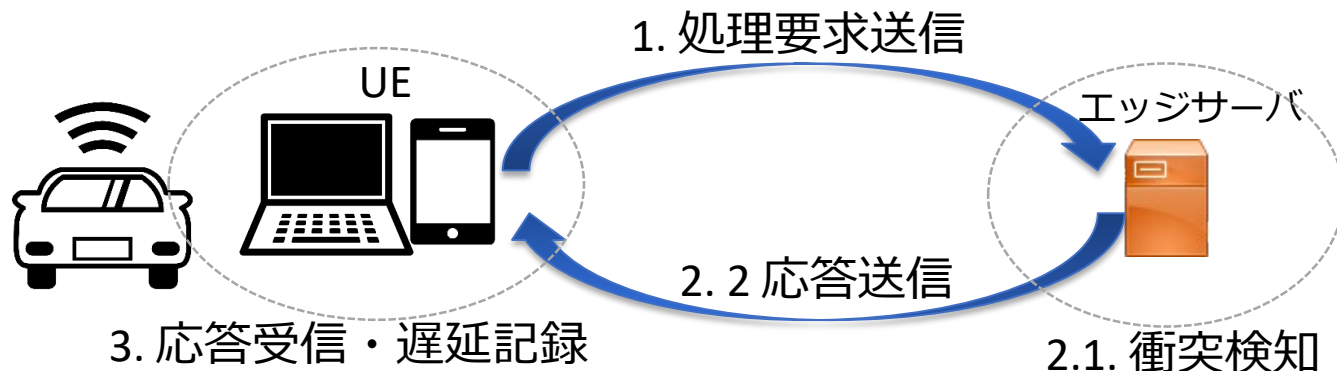 1. 処理要求送信
UE
エッジサーバ
2. 2 応答送信
3. 応答受信・遅延記録
2.1. 衝突検知